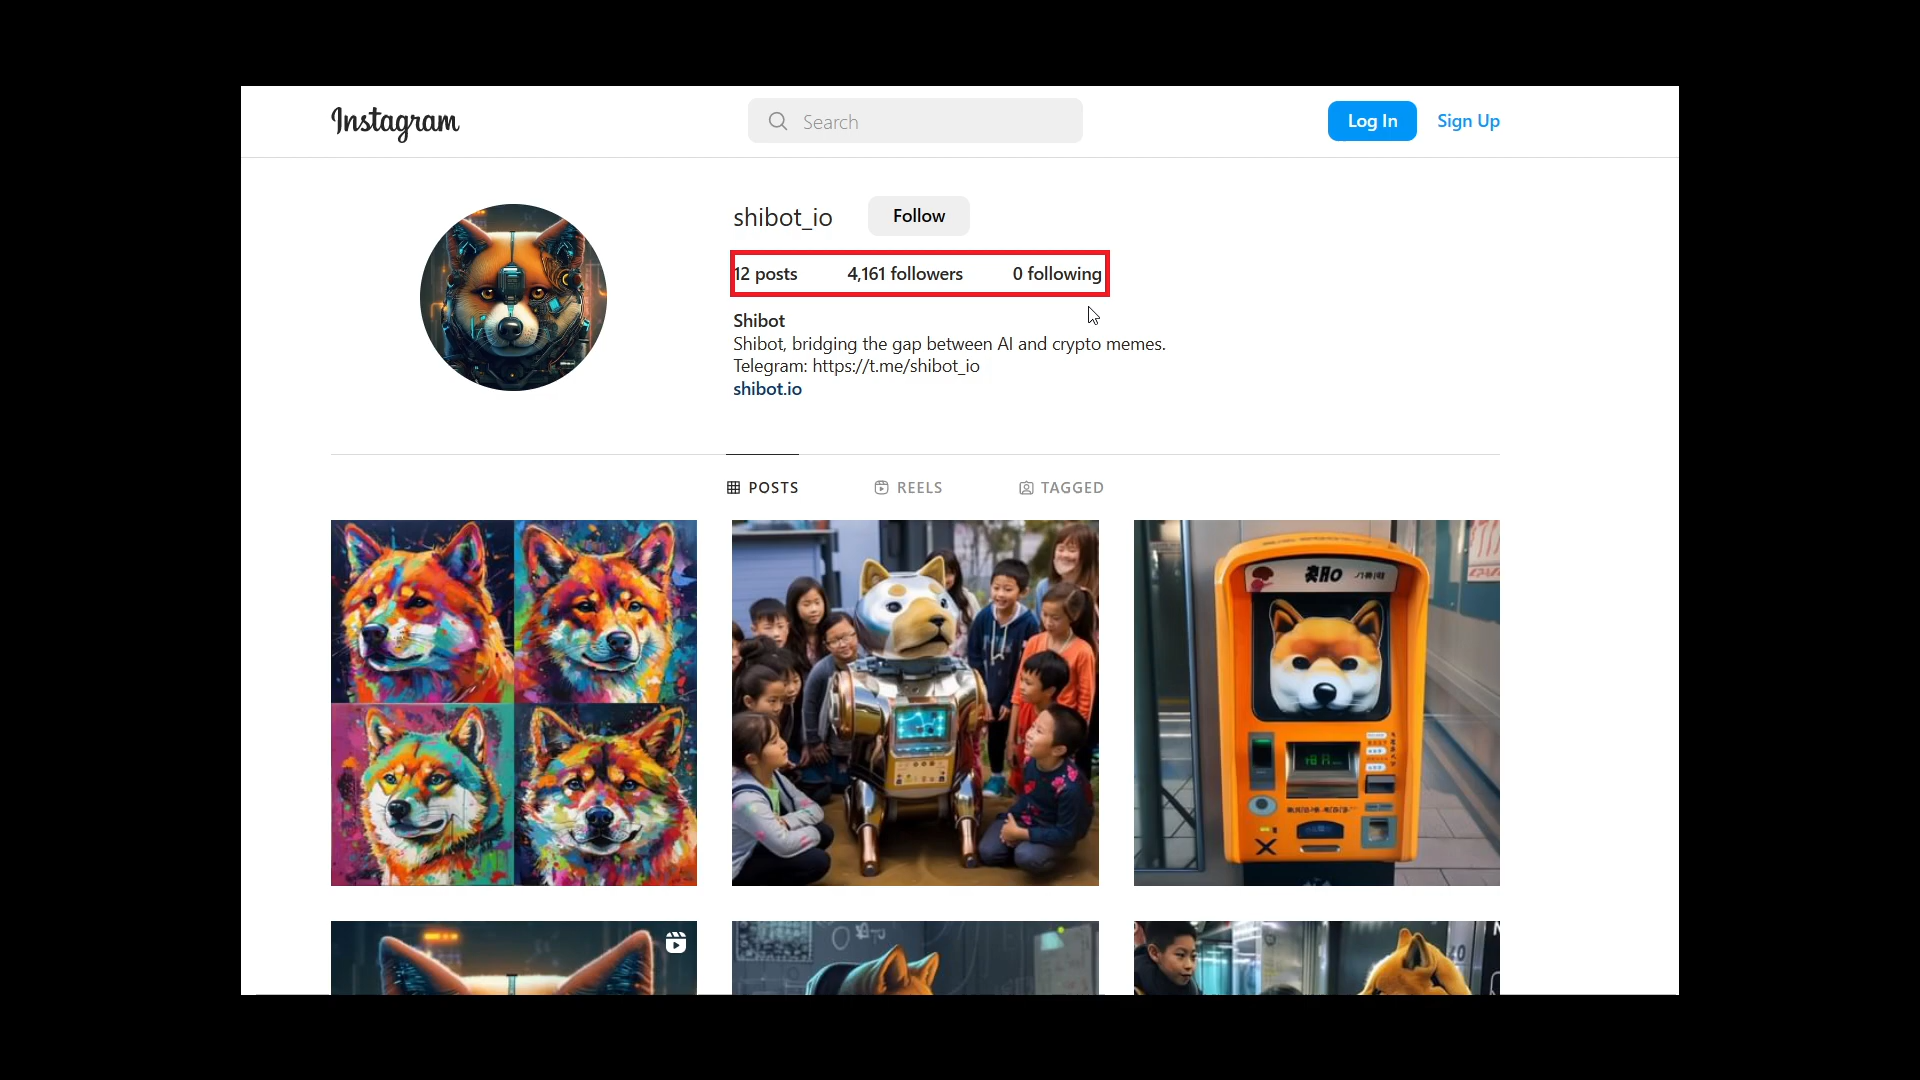 Instagram
Search
Log In
Sign Up
shibot_io
Follow
12 posts 4,161 followers 0 following
Shibot
Shibot, bridging the gap between AI and crypto memes.
Telegram: https://t.me/shibot_io
shibot.io
POSTS
REELS
TAGGED